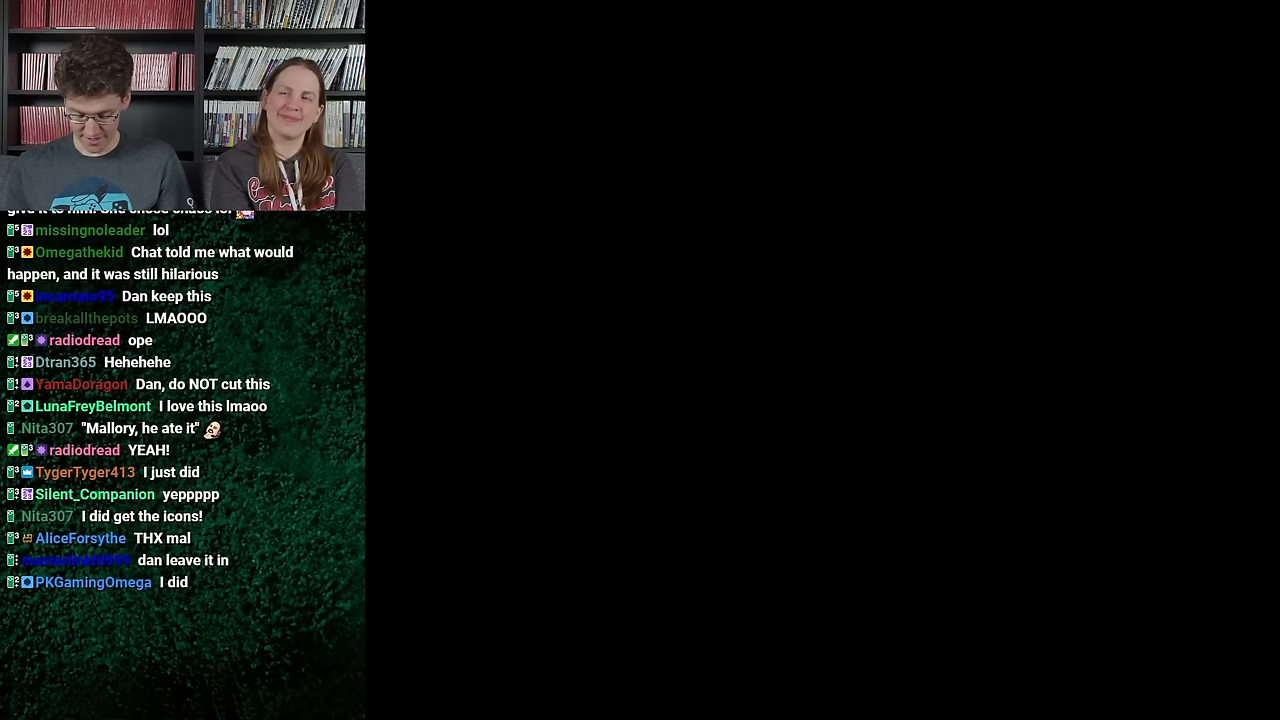 missingnoleader lol
Omegathekid Chat told me what would
happen, and it was still hilarious
Dan keep this
breakallthepots LMAOOO
radiodread ope
Dtran365 Hehehehe
YamaDoragon Dan, do NOT cut this
LunaFreyBelmont I love this lmaoo
Nita307 "Mallory, he ate it"
radiodread YEAH!
TygerTyger413 I just did
Silent_Companion yeppppp
Nita307 I did get the icons!
AliceForsythe THX mal
dan leave it in
PKGamingOmega I did